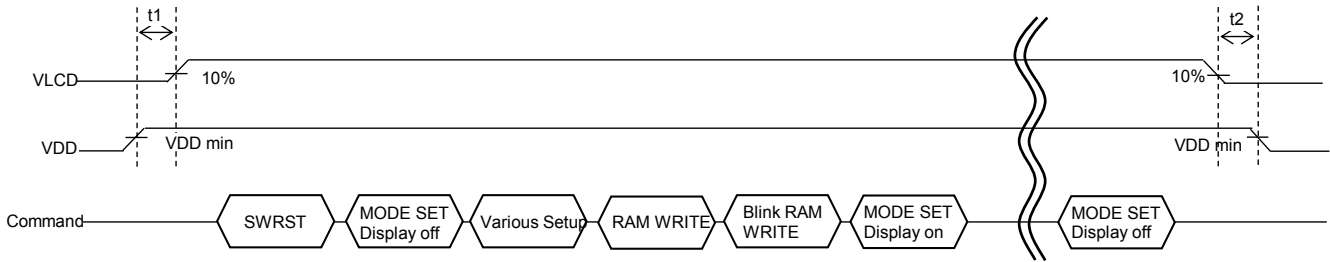 t1
t2
VLCD
10%
10%
VDD
VDD min
VDD min
Command
SWRST
MODE SET
Display off
Various Setup
RAM WRITE
Blink RAM
WRITE
MODE SET
Display on
MODE SET
Display off